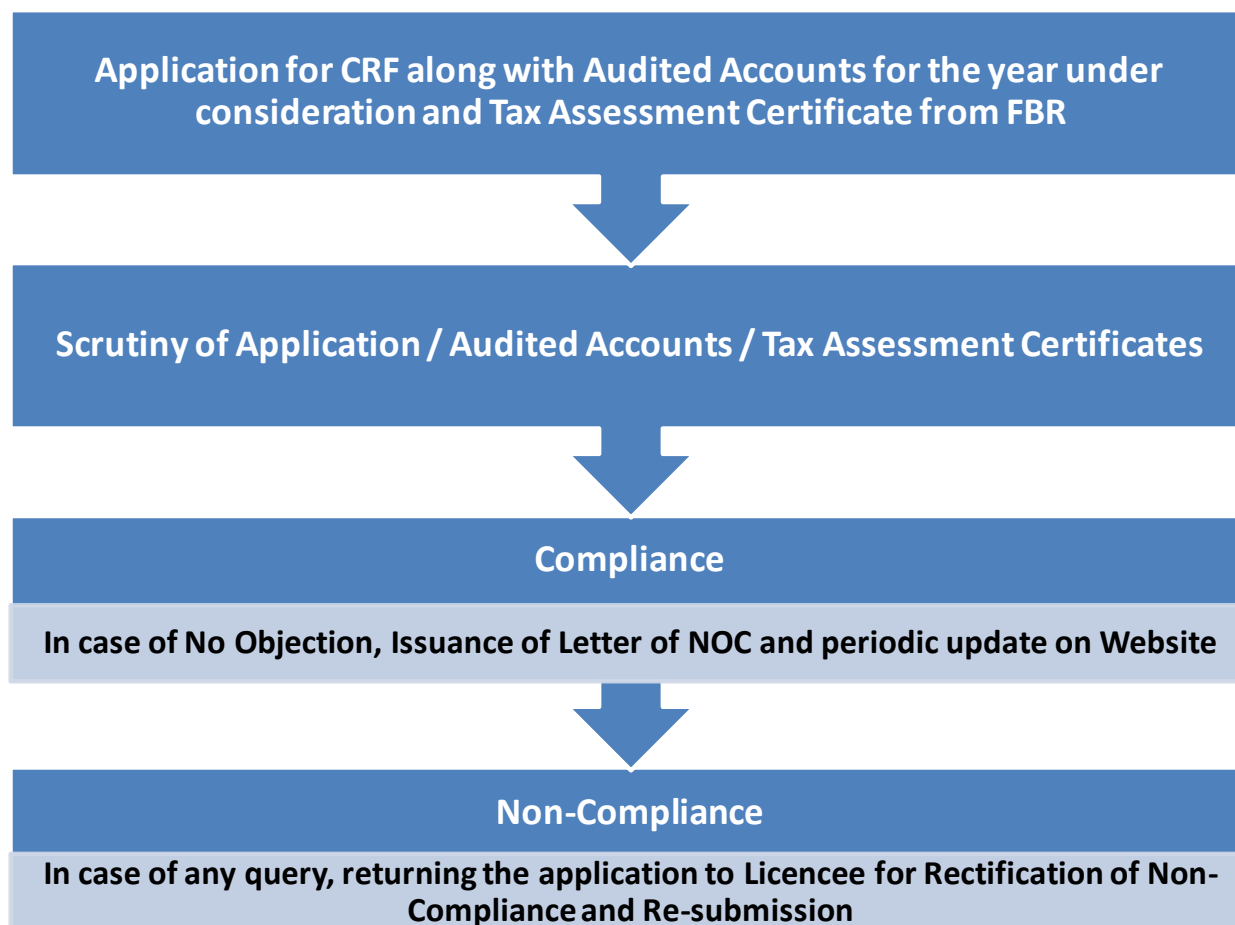 Application for CRF along with Audited Accounts for the year under
consideration and Tax Assessment Certificate from FBR
Scrutiny of Application / Audited Accounts / Tax Assessment Certificates
Compliance
In case of No Objection, Issuance of Letter of NOC and periodic update on Website
Non-Compliance
In case of any query, returning the application to Licencee for Rectification of Non-
Compliance and Re-submission